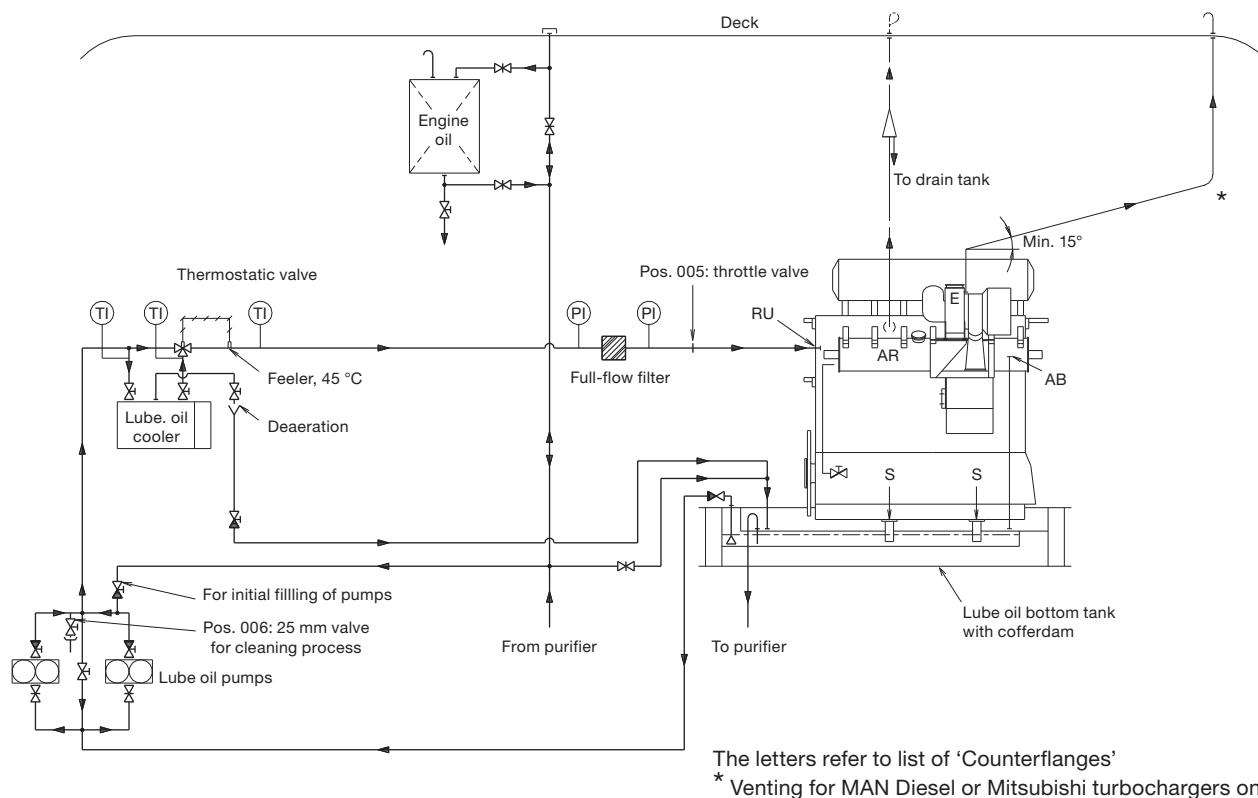 Deck
Engine
oil
To drain tank
*
Min. 15°
Thermostatic valve
Pos. 005: throttle valve
E
TI
TI
TI
PI
PI
RU
AR
AB
Feeler, 45 °C
Full-flow filter
Lube. oil
cooler
Deaeration
S
S
For initial fillling of pumps
Pos. 006: 25 mm valve
for cleaning process
From purifier
To purifier
Lube oil bottom tank
with cofferdam
Lube oil pumps
The letters refer to list of ‘Counterflanges’
* Venting for MAN Diesel or Mitsubishi turbochargers on